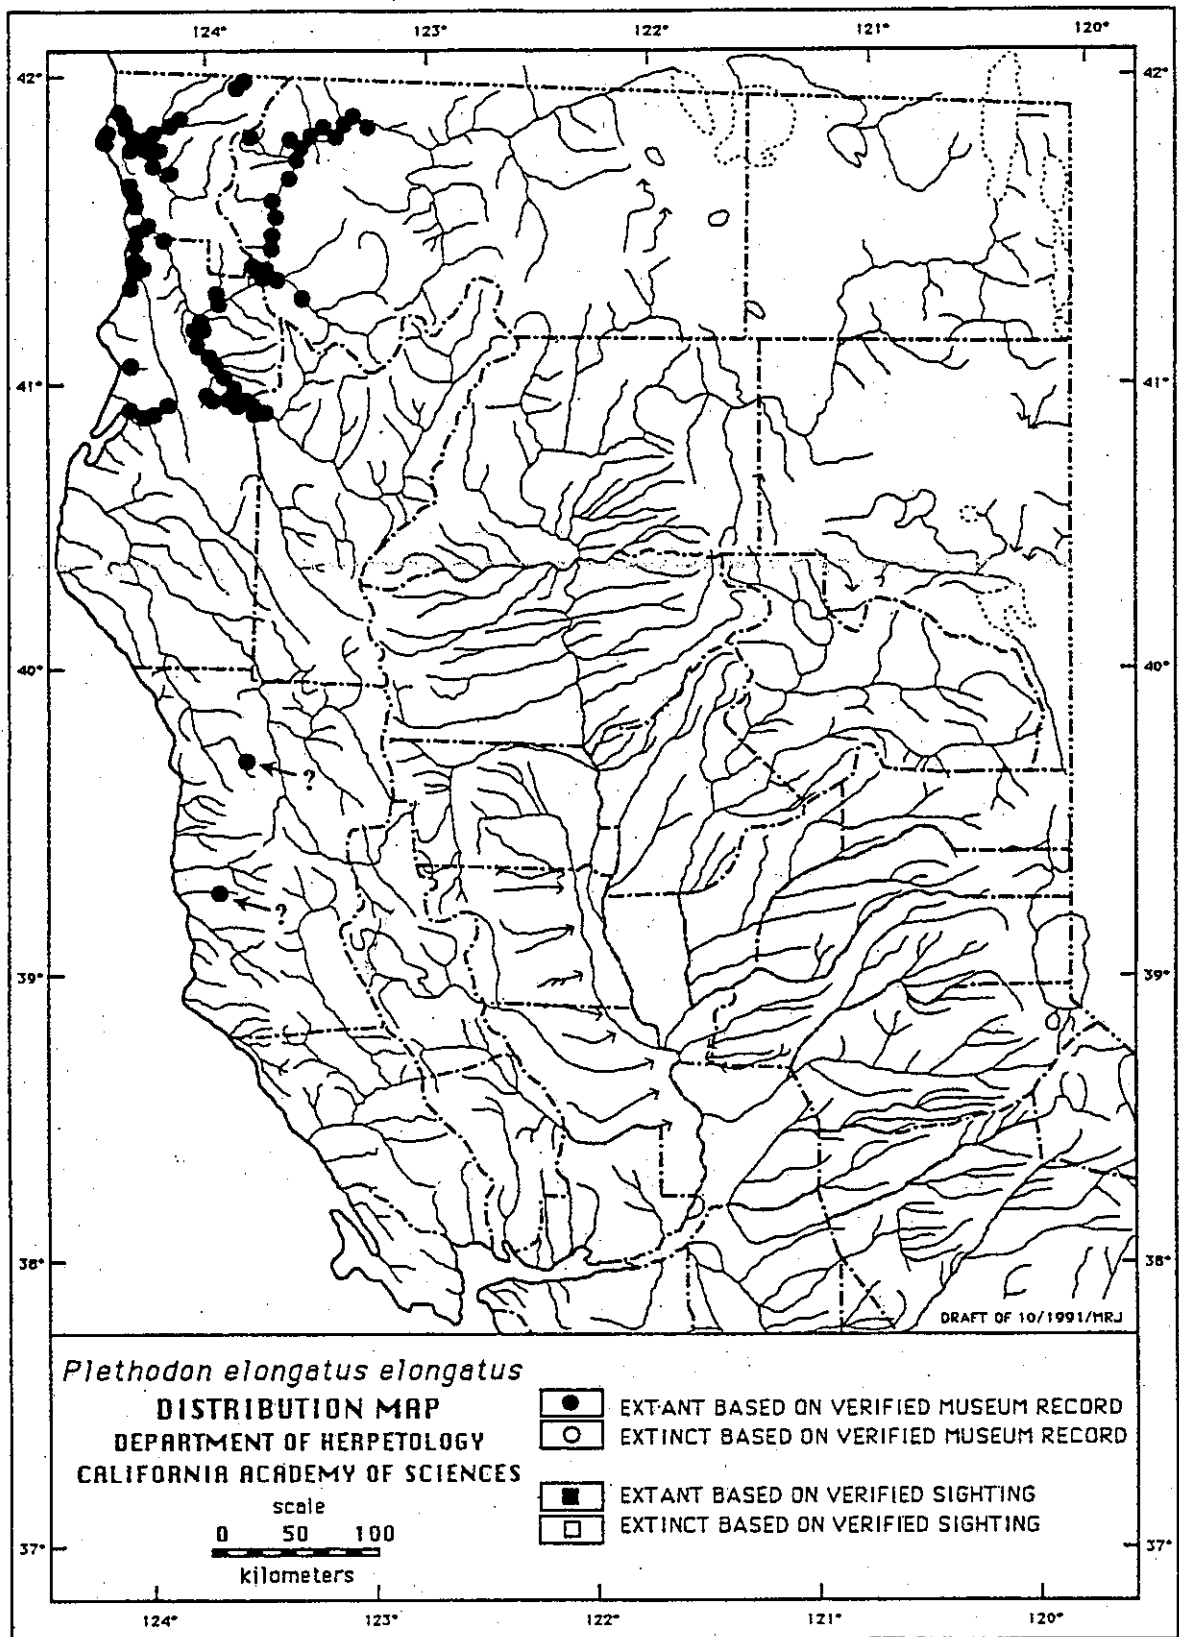 124° 123° 122° 121° 120°
42° 42°
41° 41°
40° 40°
?
?
39° 39°
38° 38°
DRAFT OF 10/1991/MRJ
Plethodon elongatus elongatus
DISTRIBUTION MAP
DEPARTMENT OF HERPETOLOGY
CALIFORNIA ACADEMY OF SCIENCES
scale
0 50 100
kilometers
EXTANT BASED ON VERIFIED MUSEUM RECORD
EXTINCT BASED ON VERIFIED MUSEUM RECORD
EXTANT BASED ON VERIFIED SIGHTING
EXTINCT BASED ON VERIFIED SIGHTING
37° 37°
124° 123° 122° 121° 120°